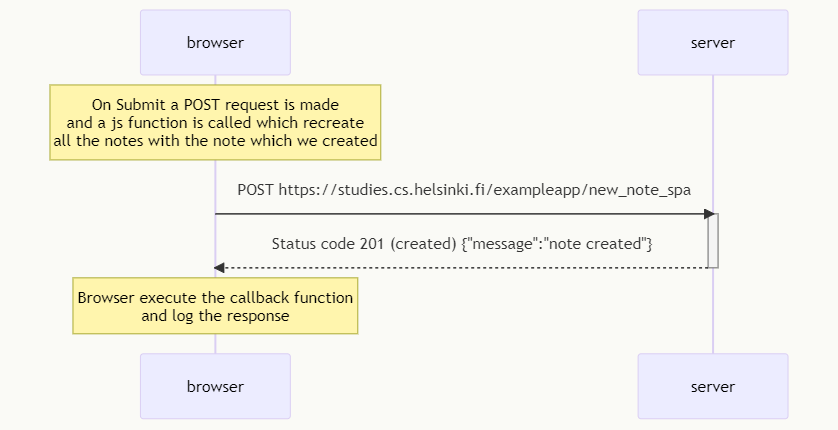 browser
server
On Submit a POST request is made
and a js function is called which recreate
all the notes with the note which we created
POST https://studies.cs.helsinki.fi/exampleapp/new_note_spa
Status code 201 (created) {"message":"note created"}
Browser execute the callback function
and log the response
browser
server